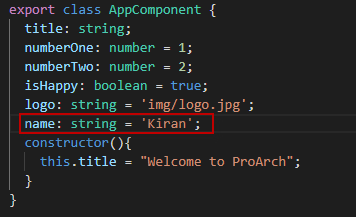 export class AppComponent {
title: string;
numberOne: number = 1;
numberTwo: number = 2;
isHappy: boolean = true;
logo: string = 'img/logo.jpg';
name: string = 'Kiran';
constructor(){
this.title = "Welcome to ProArch";
}
}